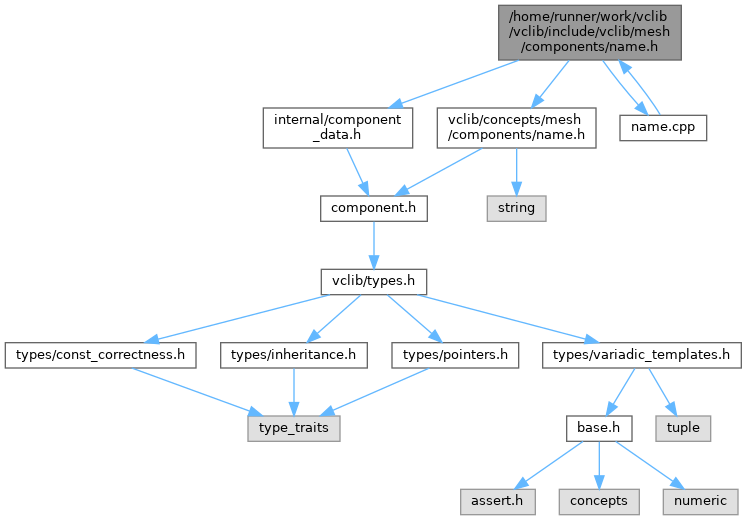 /home/runner/work/vclib
/vclib/include/vclib/mesh
/components/name.h
internal/component
_data.h
vclib/concepts/mesh
/components/name.h
name.cpp
component.h
string
vclib/types.h
types/const_correctness.h
types/inheritance.h
types/pointers.h
types/variadic_templates.h
type_traits
base.h
tuple
assert.h
concepts
numeric